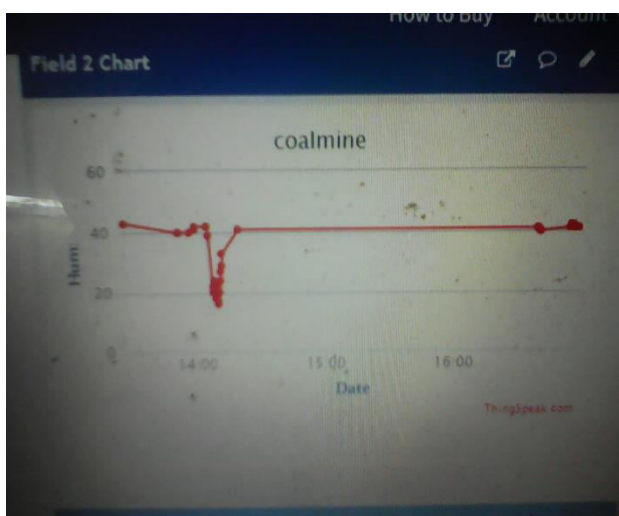 How to Buy Account
Field 2 Chart
coalmine
60
40
20
0
Hum
14:00 15:00 16:00
Date
ThingSpeak.com